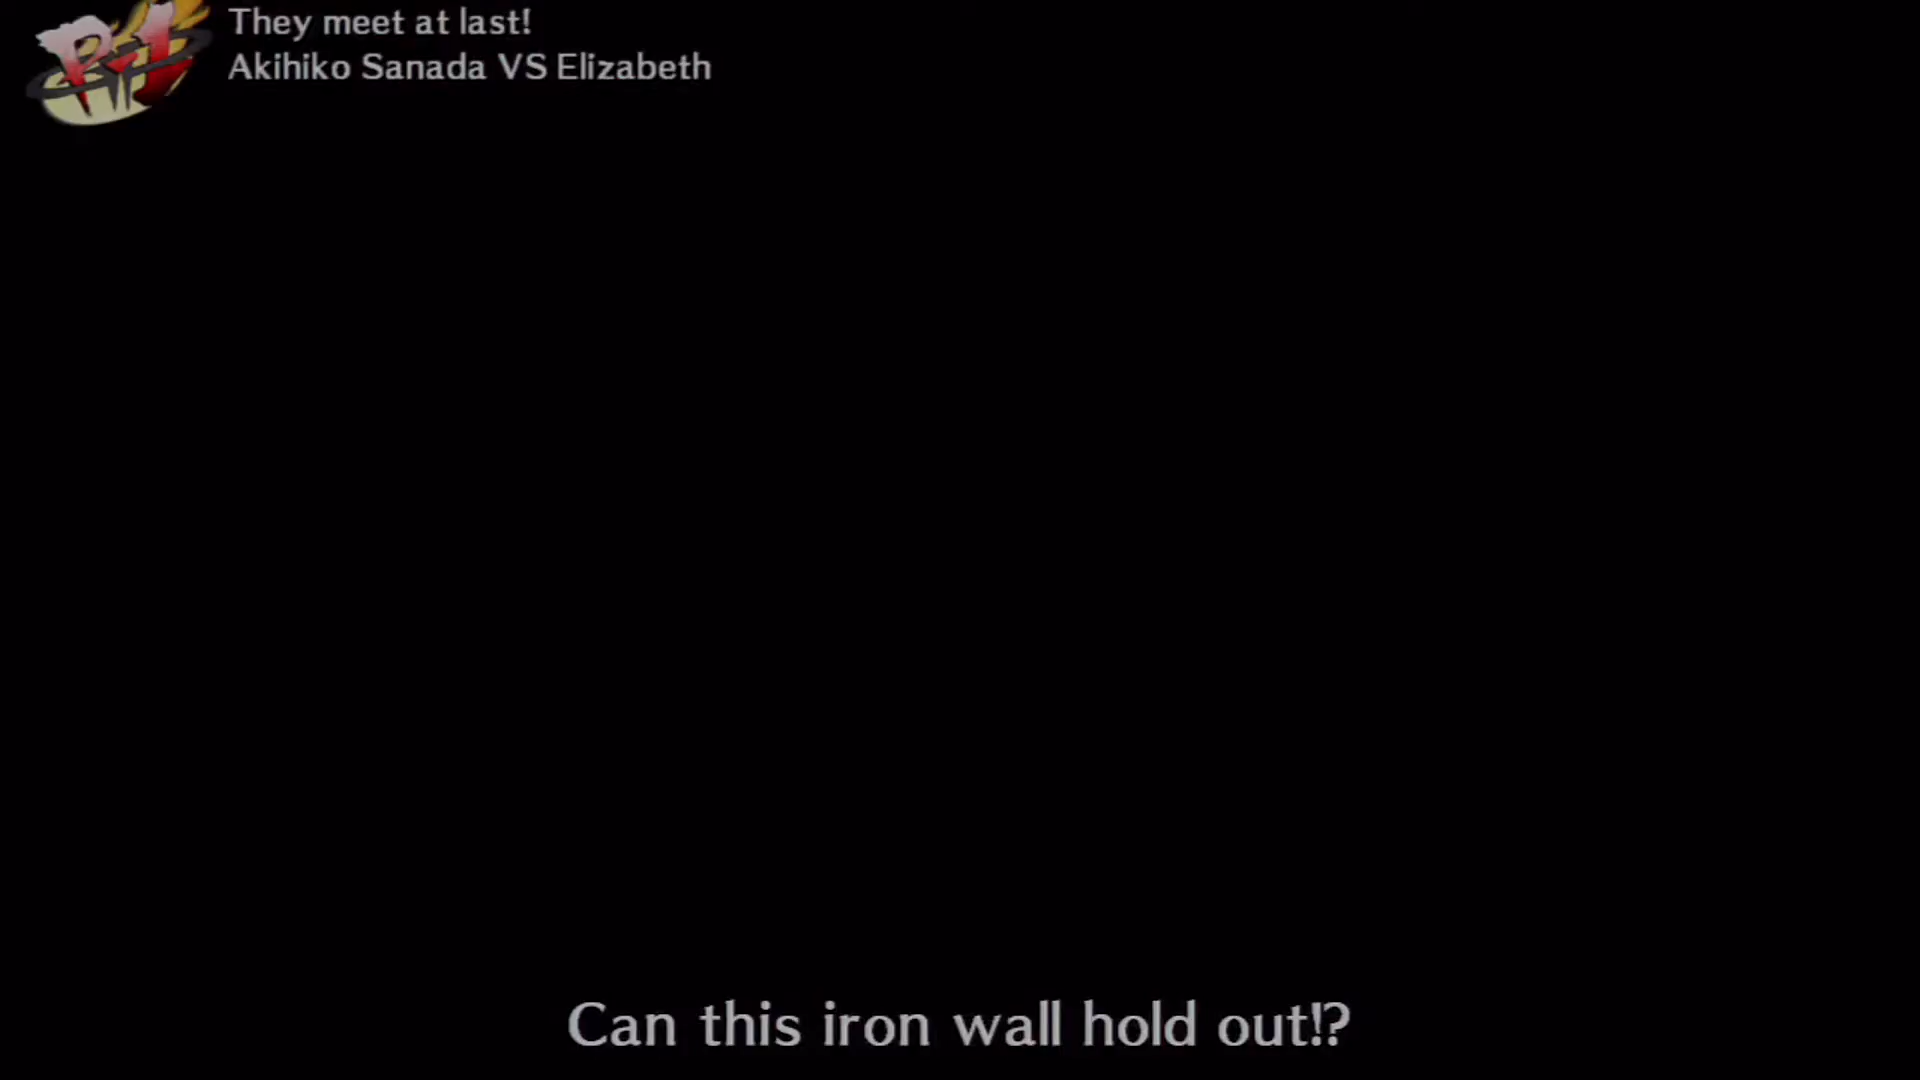 They meet at last!
Akihiko Sanada VS Elizabeth
Can this iron wall hold out!?